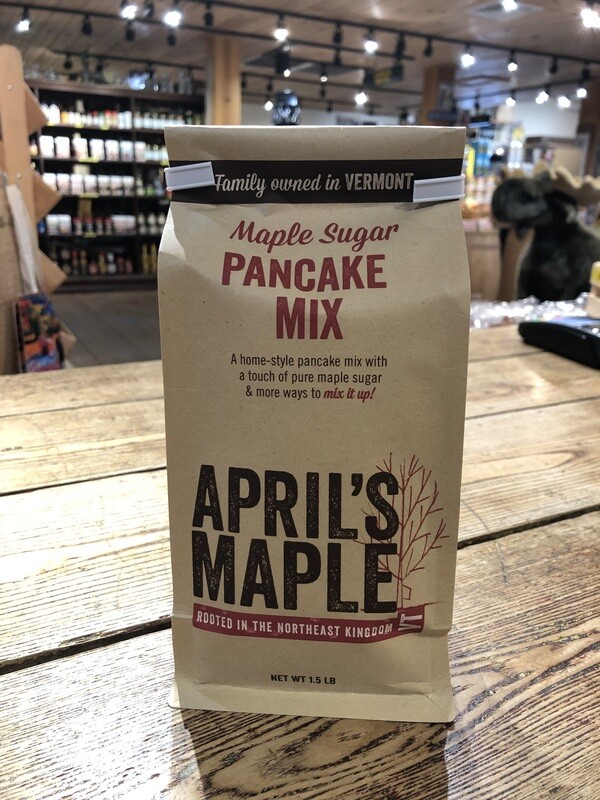 Family owned in VERMONT
Maple Sugar
PANCAKE
MIX
A home-style pancake mix with
a touch of pure maple sugar
& more ways to mix it up!
APRIL'S
MAPLE
ROOTED IN THE NORTHEAST KINGDOM VT
NET WT 1.5 LB